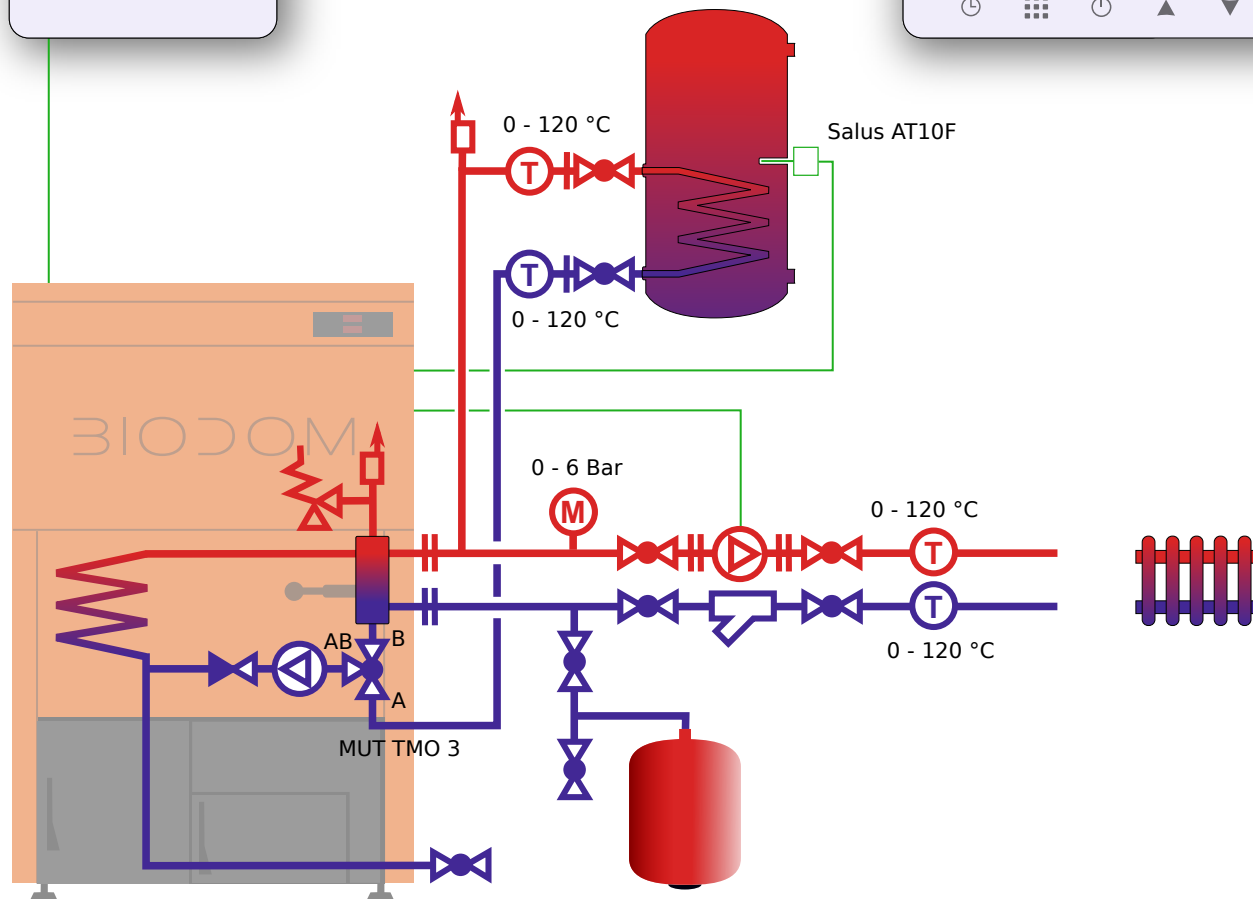 0 - 120 °C
Salus AT10F
T
T
0 - 120 °C
BIODOM
0 - 6 Bar
M
0 - 120 °C
T
T
0 - 120 °C
AB
B
A
MUT TMO 3